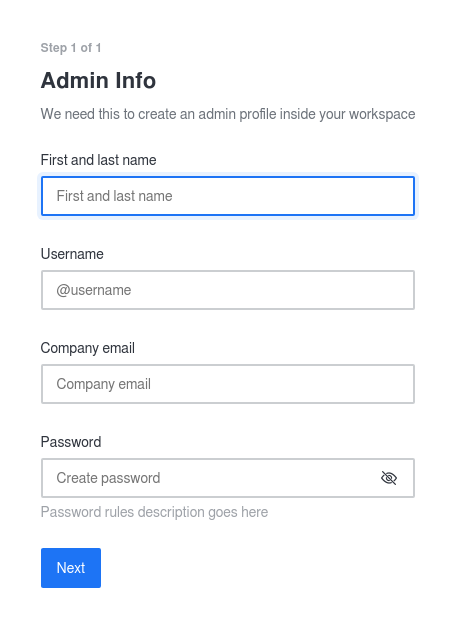 Step 1 of 1
Admin Info
We need this to create an admin profile inside your workspace
First and last name
First and last name
Username
@username
Company email
Company email
Password
Create password
Password rules description goes here
Next